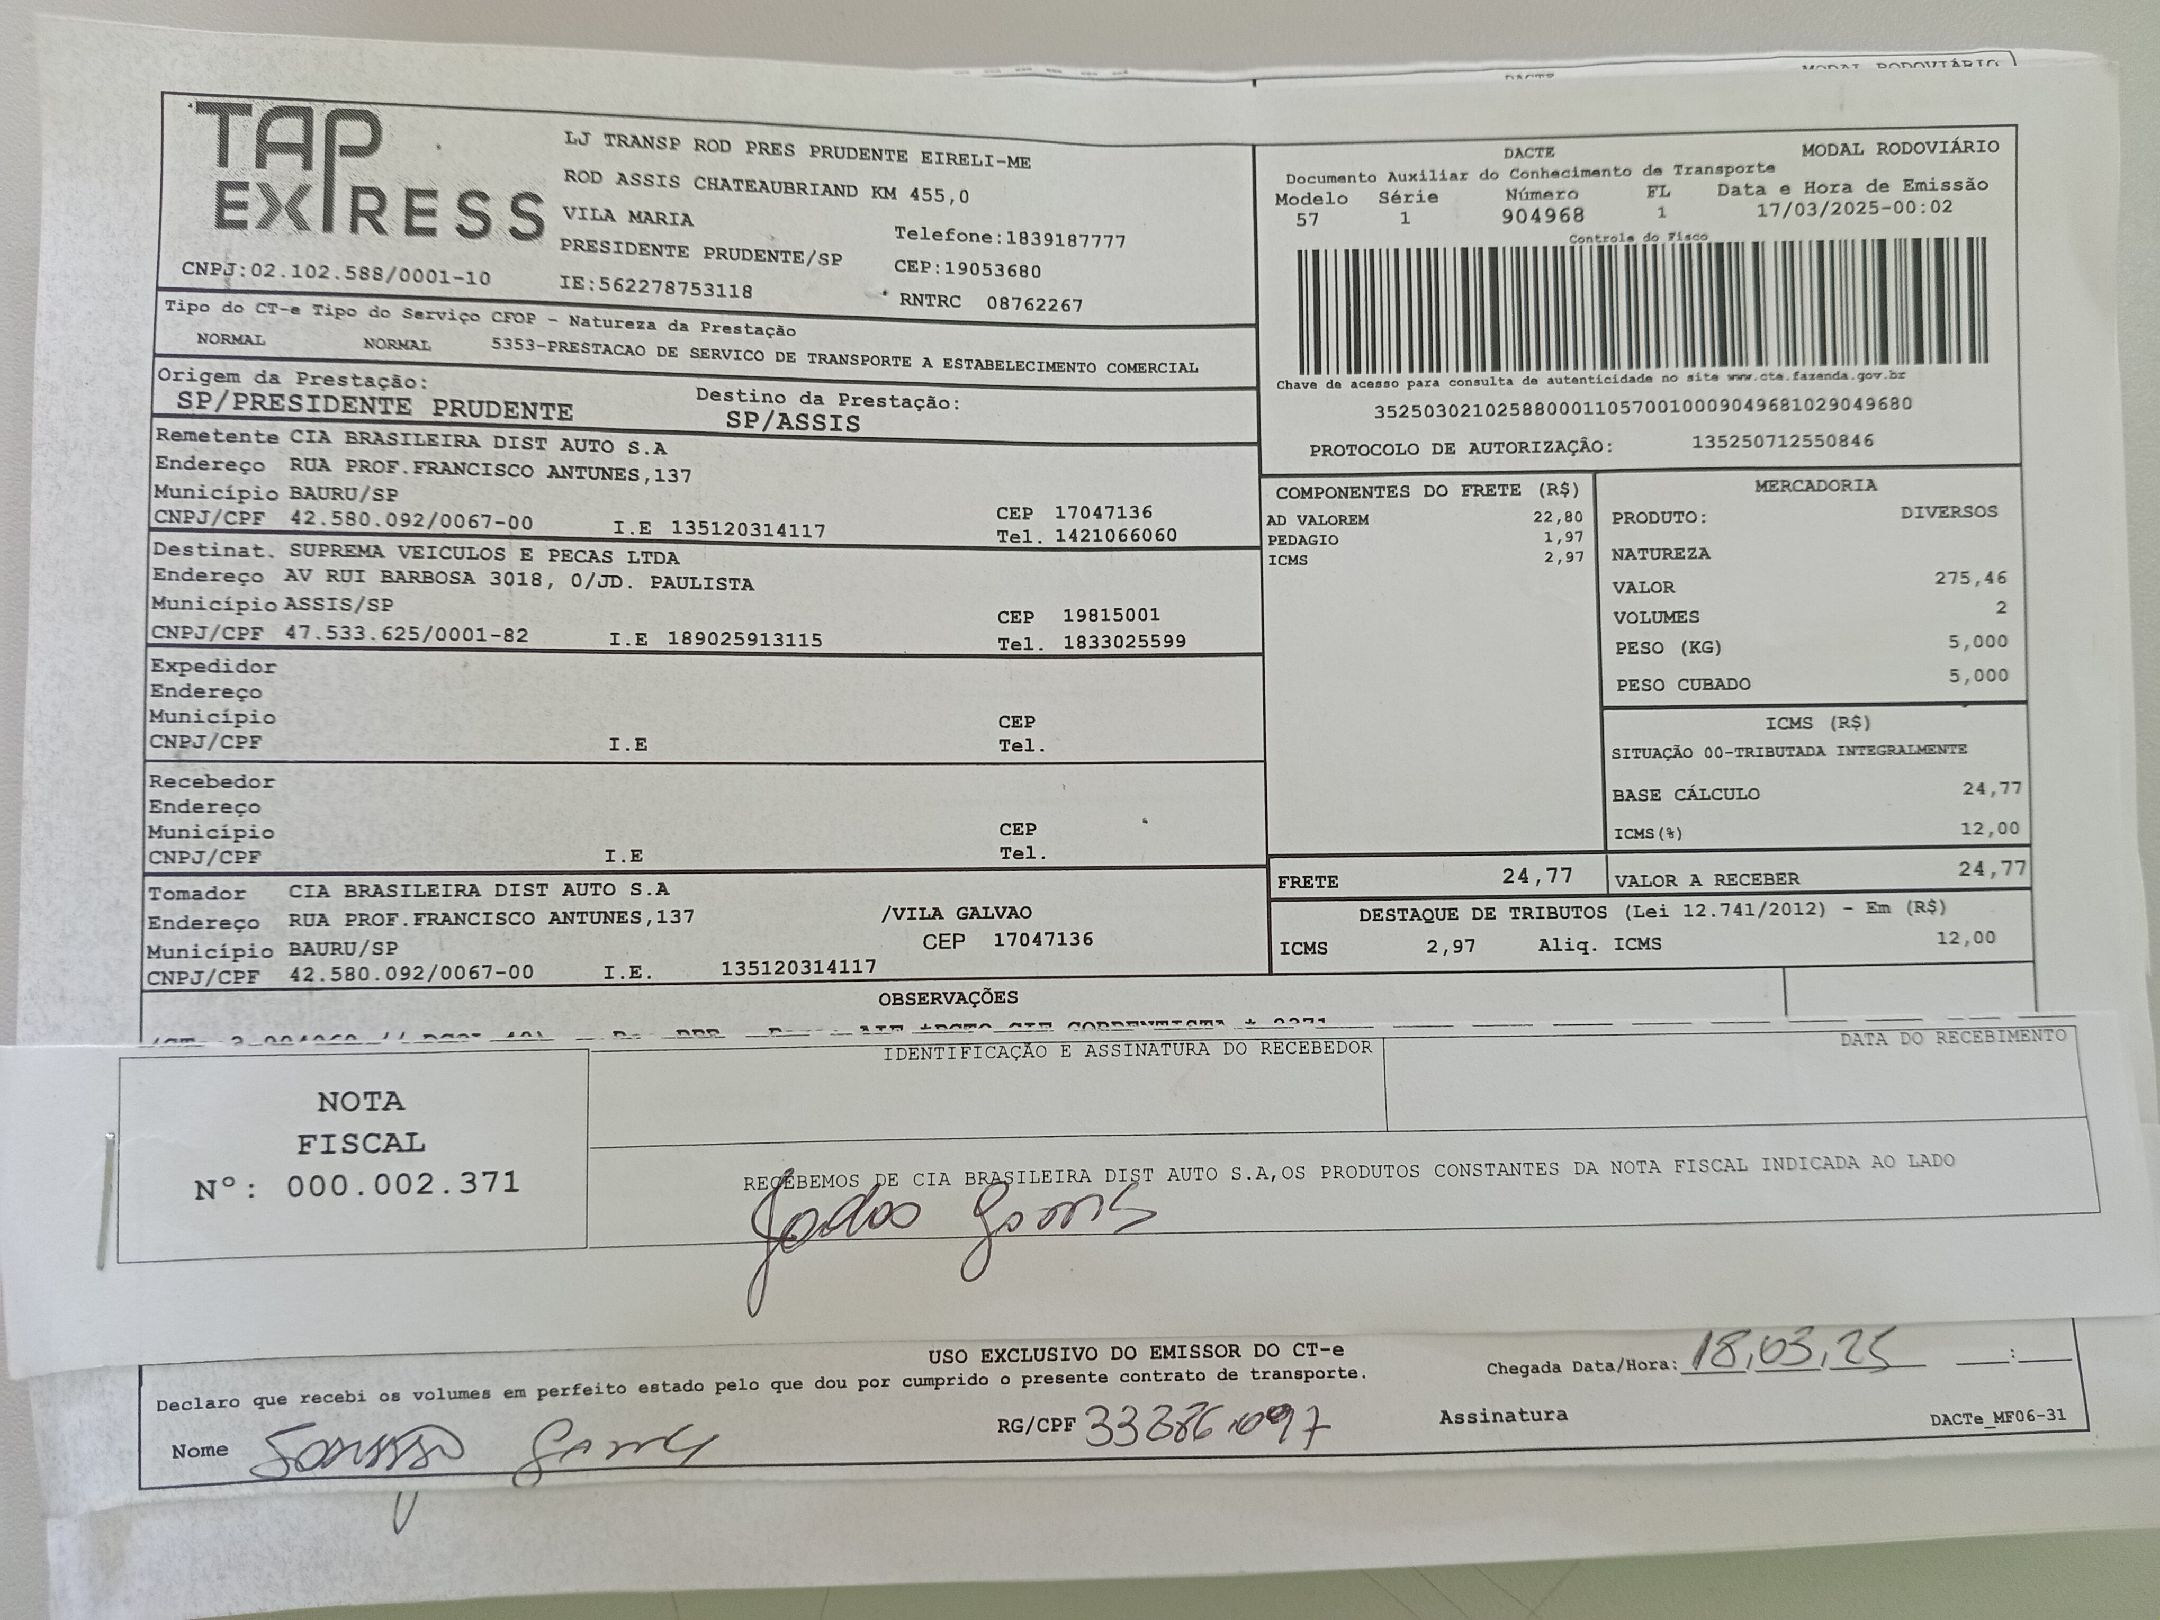 MODAL RODOVIÁRIO
TAP
EXPRESS
LJ TRANSP ROD PRES PRUDENTE EIRELI-ME
ROD ASSIS CHATEAUBRIAND KM 455,0
VILA MARIA
Telefone:1839187777
PRESIDENTE PRUDENTE/SP
CEP:19053680
CNPJ:02.102.588/0001-10
IE:562278753118
RNTRC 08762267
DACTE
MODAL RODOVIÁRIO
Documento Auxiliar do Conhecimento de Transporte
Modelo Série Número FL Data e Hora de Emissão
57 1 904968 1 17/03/2025-00:02
Controle do Fisco
Chave de acesso para consulta de autenticidade no site www.cte.fazenda.gov.br
35250302102588000110570010009049681029049680
PROTOCOLO DE AUTORIZAÇÃO: 135250712550846
Tipo do CT-e Tipo do Serviço CFOP - Natureza da Prestação
NORMAL NORMAL 5353-PRESTACAO DE SERVICO DE TRANSPORTE A ESTABELECIMENTO COMERCIAL
Origem da Prestação: Destino da Prestação:
SP/PRESIDENTE PRUDENTE SP/ASSIS
Remetente CIA BRASILEIRA DIST AUTO S.A
Endereço RUA PROF.FRANCISCO ANTUNES,137
Município BAURU/SP CEP 17047136
CNPJ/CPF 42.580.092/0067-00 I.E 135120314117 Tel. 1421066060
Destinat. SUPREMA VEICULOS E PECAS LTDA
Endereço AV RUI BARBOSA 3018, 0/JD. PAULISTA
Município ASSIS/SP CEP 19815001
CNPJ/CPF 47.533.625/0001-82 I.E 189025913115 Tel. 1833025599
Expedidor
Endereço
Município CEP
CNPJ/CPF I.E Tel.
Recebedor
Endereço
Município CEP
CNPJ/CPF I.E Tel.
Tomador CIA BRASILEIRA DIST AUTO S.A
Endereço RUA PROF.FRANCISCO ANTUNES,137 /VILA GALVAO
Município BAURU/SP CEP 17047136
CNPJ/CPF 42.580.092/0067-00 I.E. 135120314117
COMPONENTES DO FRETE (R$)
AD VALOREM 22,80
PEDAGIO 1,97
ICMS 2,97
MERCADORIA
PRODUTO: DIVERSOS
NATUREZA
VALOR 275,46
VOLUMES 2
PESO (KG) 5,000
PESO CUBADO 5,000
ICMS (R$)
SITUAÇÃO 00-TRIBUTADA INTEGRALMENTE
BASE CÁLCULO 24,77
ICMS(%) 12,00
FRETE 24,77 VALOR A RECEBER 24,77
DESTAQUE DE TRIBUTOS (Lei 12.741/2012) - Em (R$)
ICMS 2,97 Aliq. ICMS 12,00
OBSERVAÇÕES
IDENTIFICAÇÃO E ASSINATURA DO RECEBEDOR
DATA DO RECEBIMENTO
NOTA
FISCAL
Nº: 000.002.371
RECEBEMOS DE CIA BRASILEIRA DIST AUTO S.A,OS PRODUTOS CONSTANTES DA NOTA FISCAL INDICADA AO LADO
USO EXCLUSIVO DO EMISSOR DO CT-e
Chegada Data/Hora: 18,03,25 :
Declaro que recebi os volumes em perfeito estado pelo que dou por cumprido o presente contrato de transporte.
Nome RG/CPF Assinatura
DACTe_MF06-31